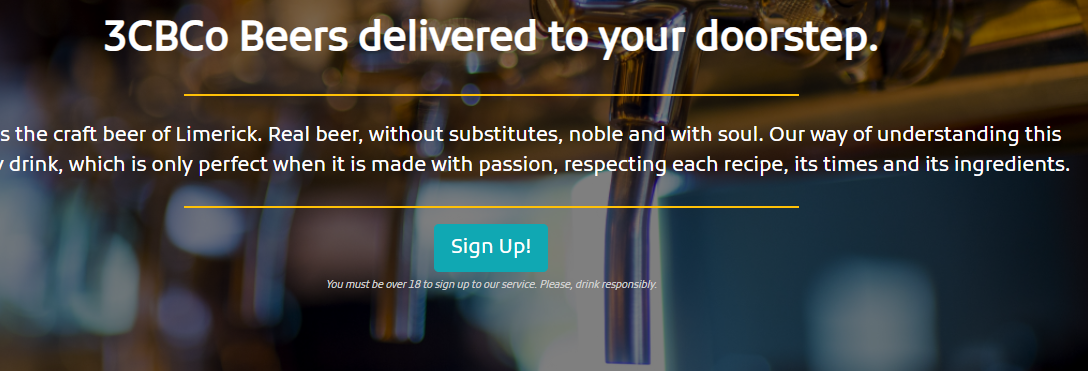 3CBCo Beers delivered to your doorstep.
s the craft beer of Limerick. Real beer, without substitutes, noble and with soul. Our way of understanding this
drink, which is only perfect when it is made with passion, respecting each recipe, its times and its ingredients.
Sign Up!
You must be over 18 to sign up to our service. Please, drink responsibly.